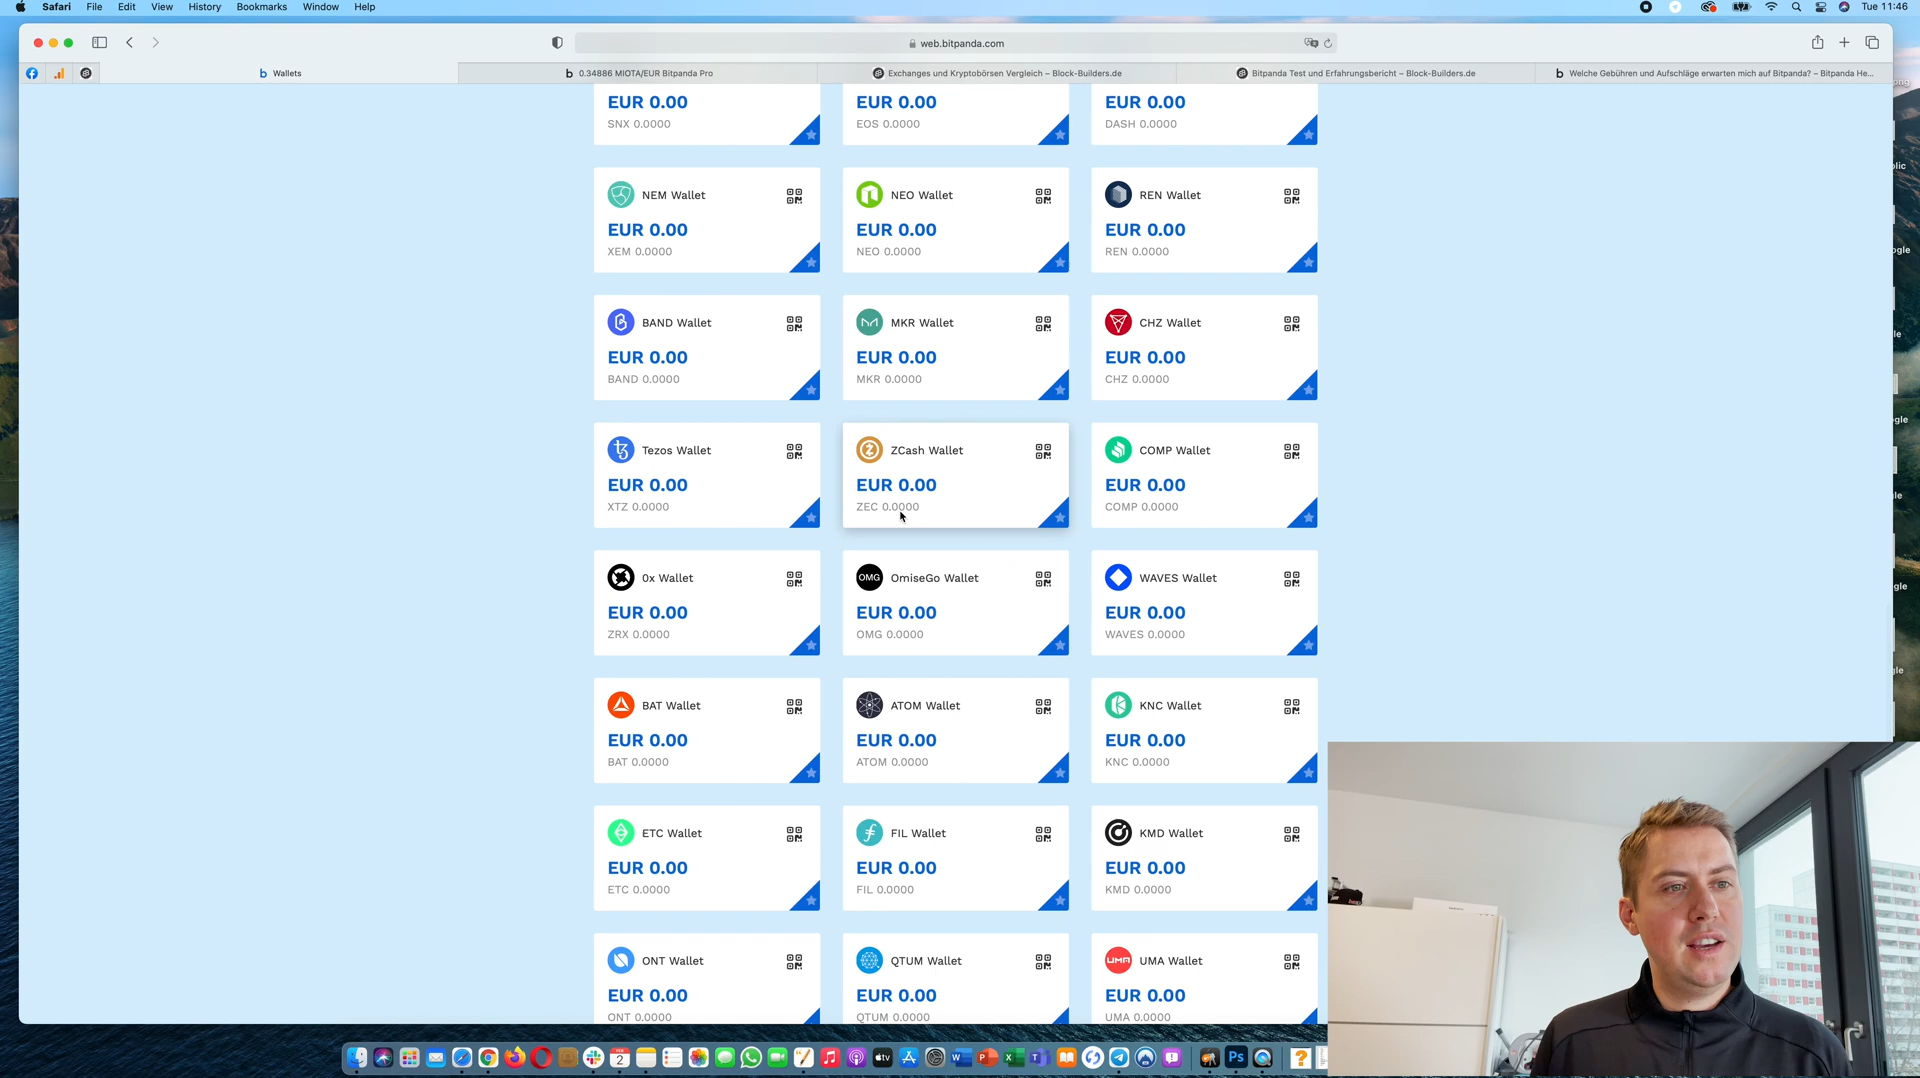 Safari File Edit View History Bookmarks Window Help Tue 11:46
web.bitpanda.com
Wallets 0.34886 MIOTA/EUR Bitpanda Pro Exchanges und Kryptobörsen Vergleich – Block-Builders.de Bitpanda Test und Erfahrungsbericht – Block-Builders.de Welche Gebühren und Aufschläge erwarten mich auf Bitpanda? – Bitpanda He...
EUR 0.00 EUR 0.00 EUR 0.00
SNX 0.0000 EOS 0.0000 DASH 0.0000
NEM Wallet NEO Wallet REN Wallet
EUR 0.00 EUR 0.00 EUR 0.00
XEM 0.0000 NEO 0.0000 REN 0.0000
BAND Wallet MKR Wallet CHZ Wallet
EUR 0.00 EUR 0.00 EUR 0.00
BAND 0.0000 MKR 0.0000 CHZ 0.0000
Tezos Wallet ZCash Wallet COMP Wallet
EUR 0.00 EUR 0.00 EUR 0.00
XTZ 0.0000 ZEC 0.0000 COMP 0.0000
0x Wallet OMG OmiseGo Wallet WAVES Wallet
EUR 0.00 EUR 0.00 EUR 0.00
ZRX 0.0000 OMG 0.0000 WAVES 0.0000
BAT Wallet ATOM Wallet KNC Wallet
EUR 0.00 EUR 0.00 EUR 0.00
BAT 0.0000 ATOM 0.0000 KNC 0.0000
ETC Wallet FIL Wallet KMD Wallet
EUR 0.00 EUR 0.00 EUR 0.00
ETC 0.0000 FIL 0.0000 KMD 0.0000
ONT Wallet QTUM Wallet UMA UMA Wallet
EUR 0.00 EUR 0.00 EUR 0.00
ONT 0.0000 QTUM 0.0000 UMA 0.0000